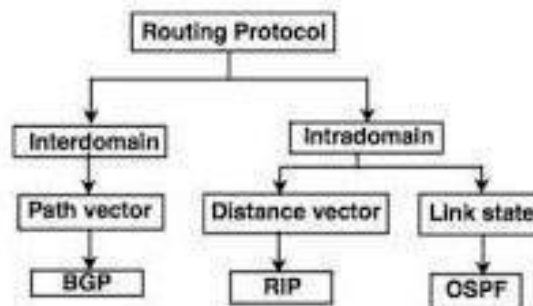 Routing Protocol
Interdomain
Intradomain
Path vector
Distance vector
Link state
BGP
RIP
OSPF